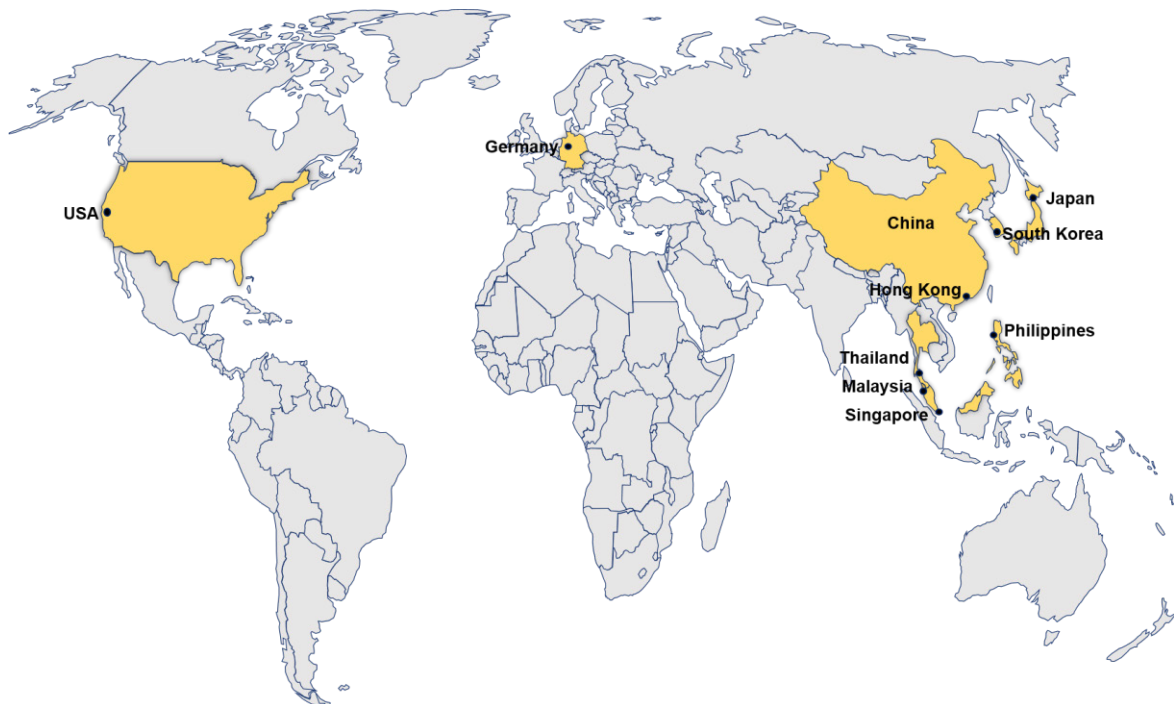 Germany
USA
Japan
China
South Korea
Hong Kong
Philippines
Thailand
Malaysia
Singapore